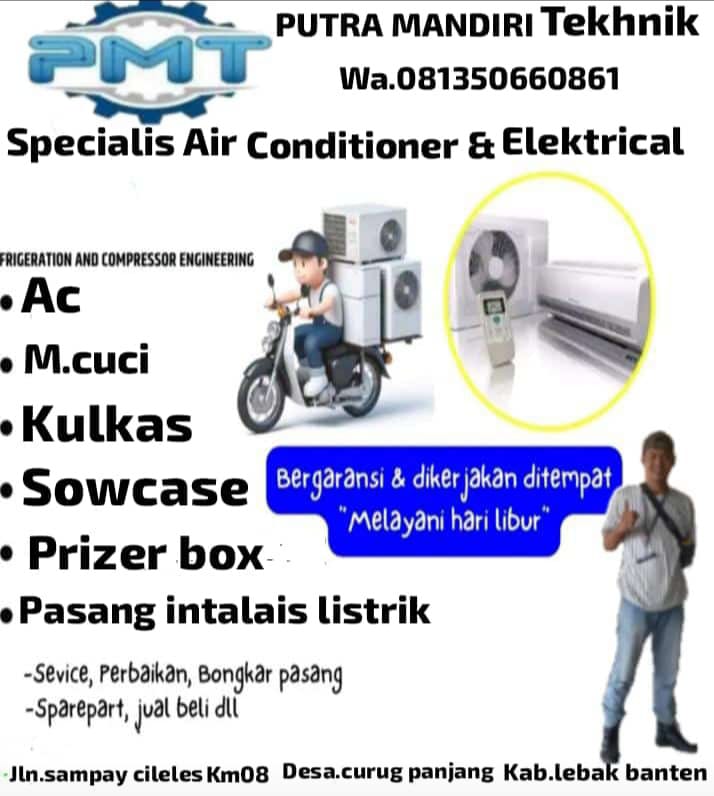 PMT
PUTRA MANDIRI Tekhnik
Wa.081350660861
Specialis Air Conditioner & Elektrical
FRIGERATION AND COMPRESSOR ENGINEERING
• Ac
• M.cuci
• Kulkas
• Sowcase
• Prizer box
• Pasang intalais listrik
Bergaransi & dikerjakan ditempat
"Melayani hari libur"
-Sevice, Perbaikan, Bongkar pasang
-Sparepart, jual beli dll
Jln.sampay cileles Km08 Desa.curug panjang Kab.lebak banten